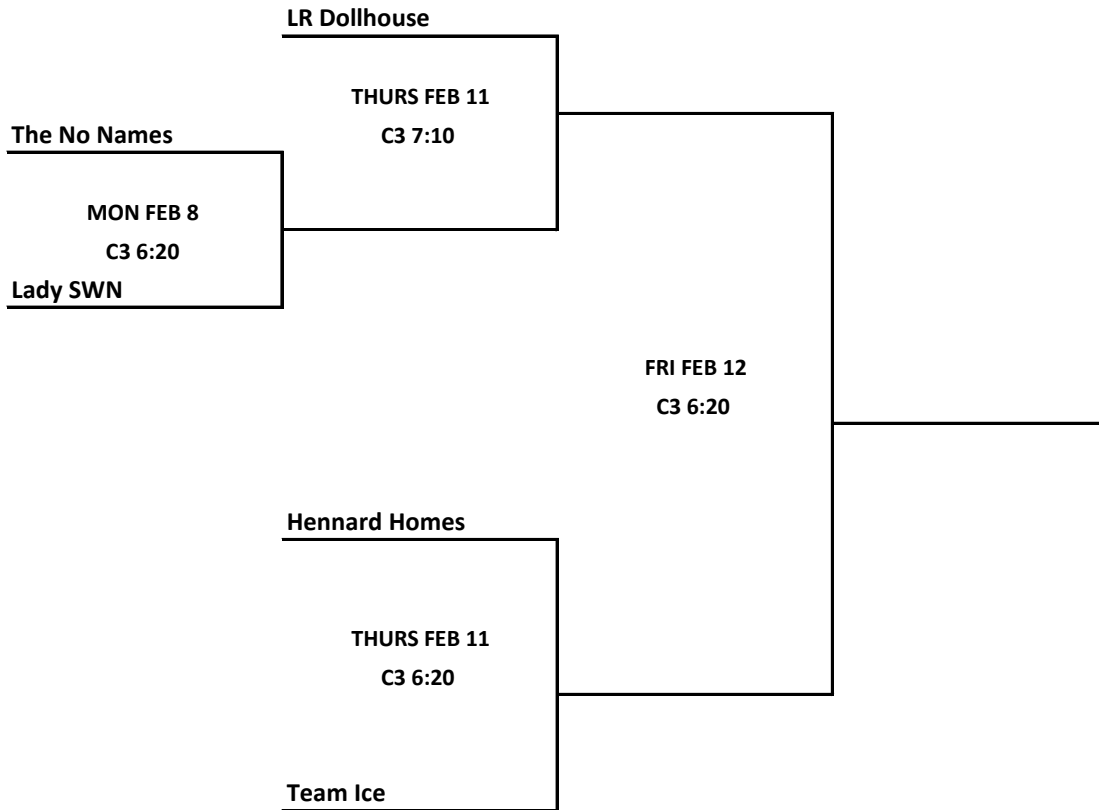 LR Dollhouse
THURS FEB 11
C3 7:10
The No Names
MON FEB 8
C3 6:20
Lady SWN
FRI FEB 12
C3 6:20
Hennard Homes
THURS FEB 11
C3 6:20
Team Ice